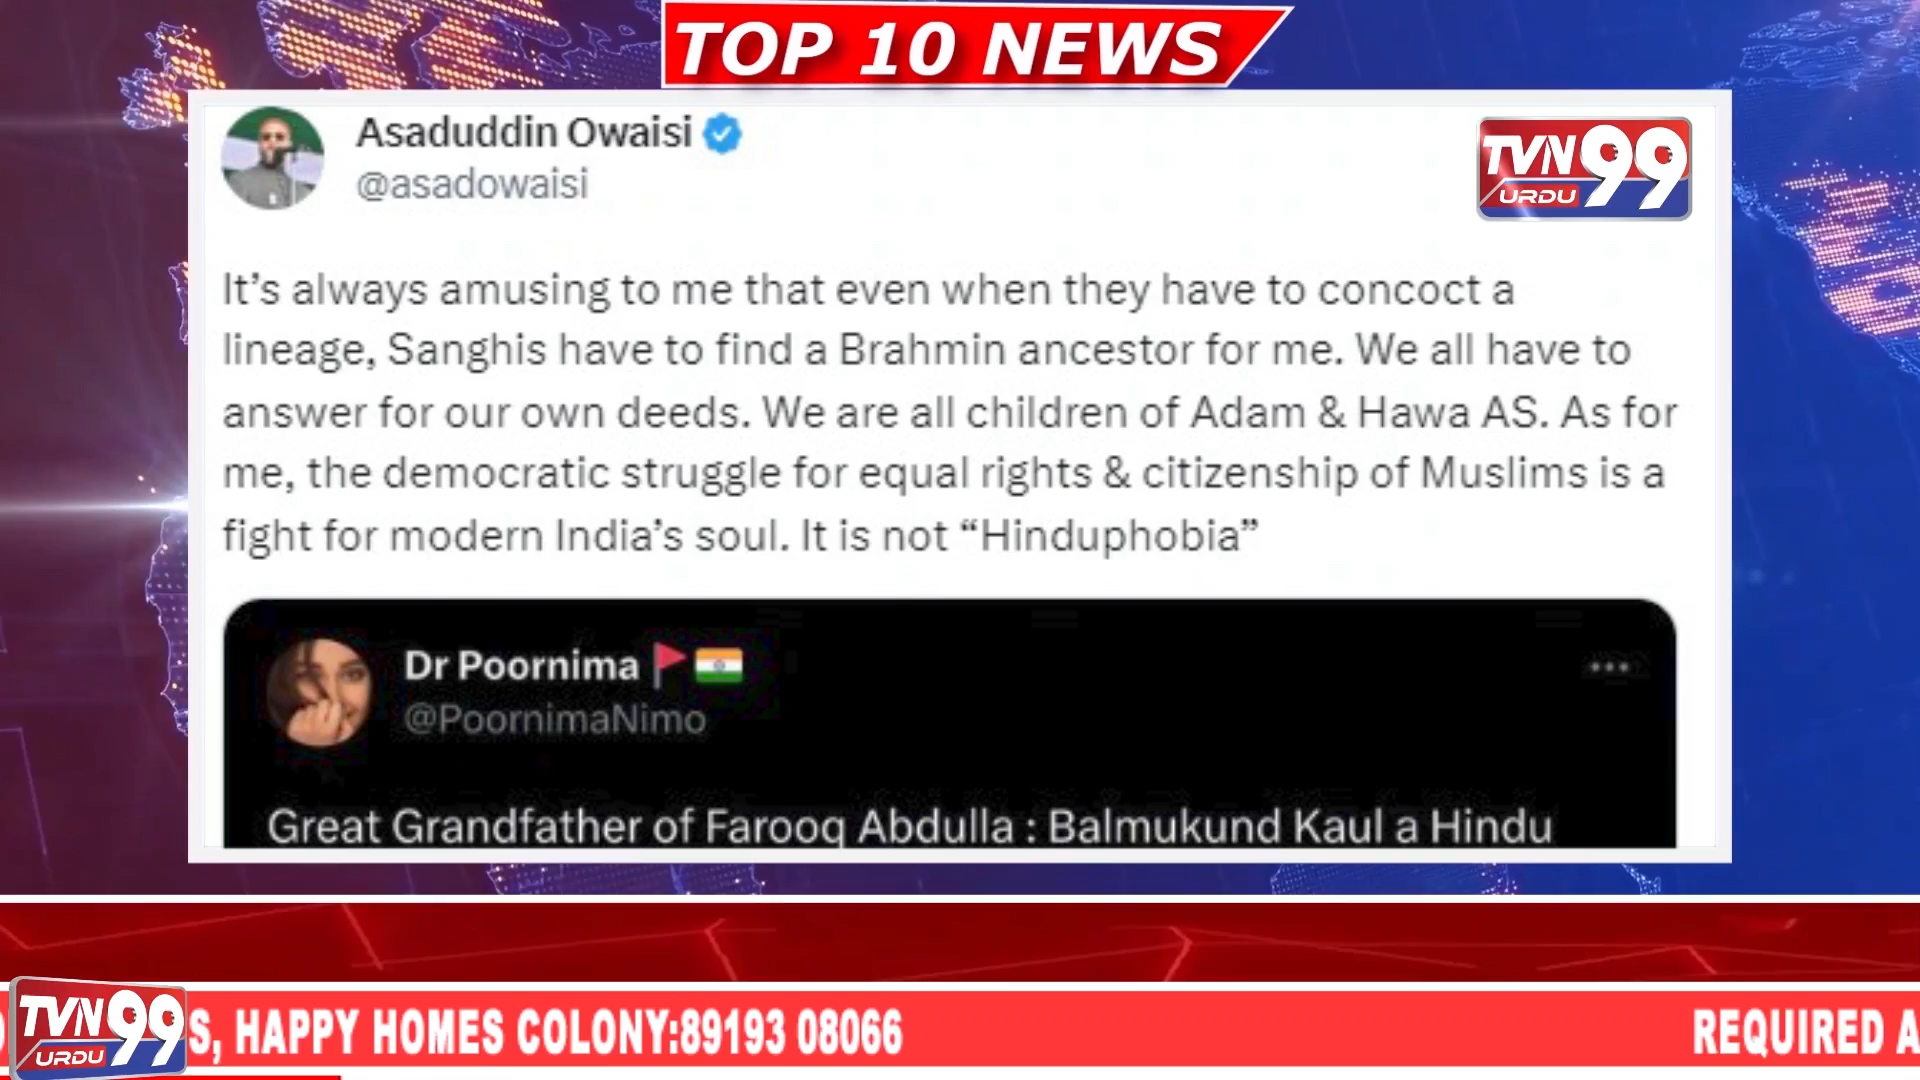 TOP 10 NEWS
Asaduddin Owaisi
@asadowaisi
TVN99
URDU
It’s always amusing to me that even when they have to concoct a
lineage, Sanghis have to find a Brahmin ancestor for me. We all have to
answer for our own deeds. We are all children of Adam & Hawa AS. As for
me, the democratic struggle for equal rights & citizenship of Muslims is a
fight for modern India’s soul. It is not “Hinduphobia”
Dr Poornima
@PoornimaNimo
Great Grandfather of Farooq Abdulla : Balmukund Kaul a Hindu
TVN99
URDU
S, HAPPY HOMES COLONY:89193 08066
REQUIRED A